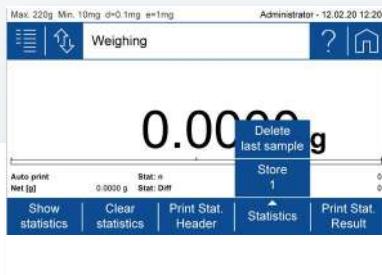 Max. 220g Min. 10mg d=0.1mg e=1mg Administrator - 12.02.20 12:20
Weighing ?
0.00 g
Delete
last sample
Store
1
Auto print Stat: n 0
Net [g] 0.0000 g Stat: Diff 0
Show
statistics
Clear
statistics
Print Stat.
Header
Statistics
Print Stat.
Result